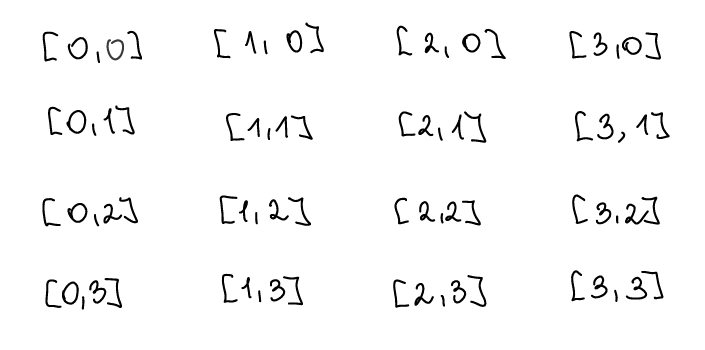 [0,0] [1,0] [2,0] [3,0]
[0,1] [1,1] [2,1] [3,1]
[0,2] [1,2] [2,2] [3,2]
[0,3] [1,3] [2,3] [3,3]